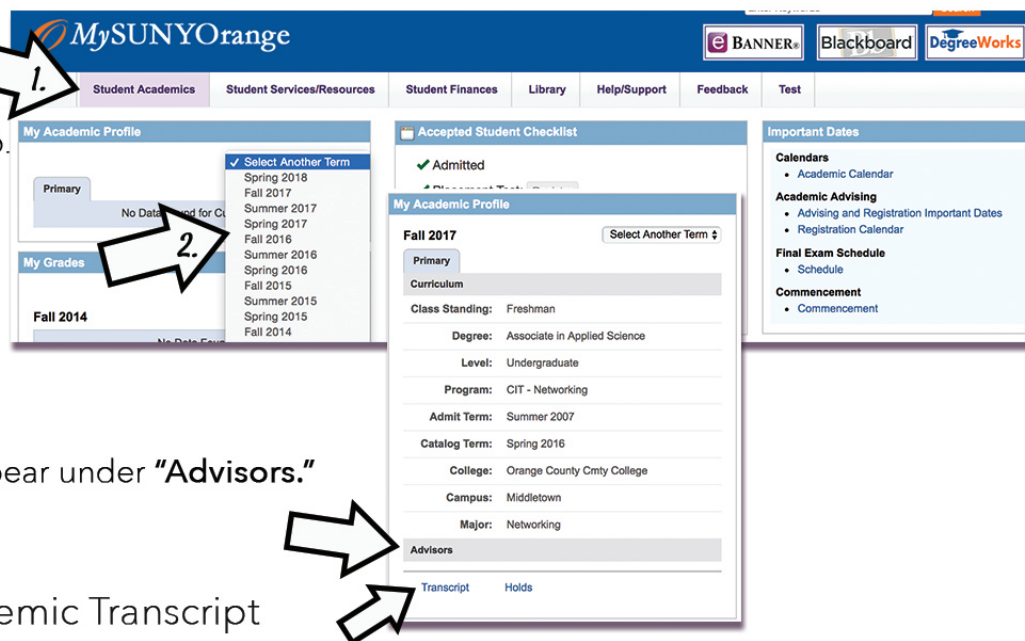 MySUNYOrange
BANNER®
Blackboard
DegreeWorks
1.
Student Academics Student Services/Resources Student Finances Library Help/Support Feedback Test
My Academic Profile
Primary
No Data
✓ Select Another Term
Spring 2018
Fall 2017
Summer 2017
Spring 2017
Fall 2016
Summer 2016
Spring 2016
Fall 2015
Summer 2015
Spring 2015
Fall 2014
2.
My Grades
Fall 2014
Accepted Student Checklist
Admitted
Important Dates
Calendars
• Academic Calendar
Academic Advising
• Advising and Registration Important Dates
• Registration Calendar
Final Exam Schedule
• Schedule
Commencement
• Commencement
My Academic Profile
Fall 2017 Select Another Term
Primary
Curriculum
Class Standing: Freshman
Degree: Associate in Applied Science
Level: Undergraduate
Program: CIT - Networking
Admit Term: Summer 2007
Catalog Term: Spring 2016
College: Orange County Cmty College
Campus: Middletown
Major: Networking
Advisors
Transcript Holds
pear under "Advisors."
emic Transcript